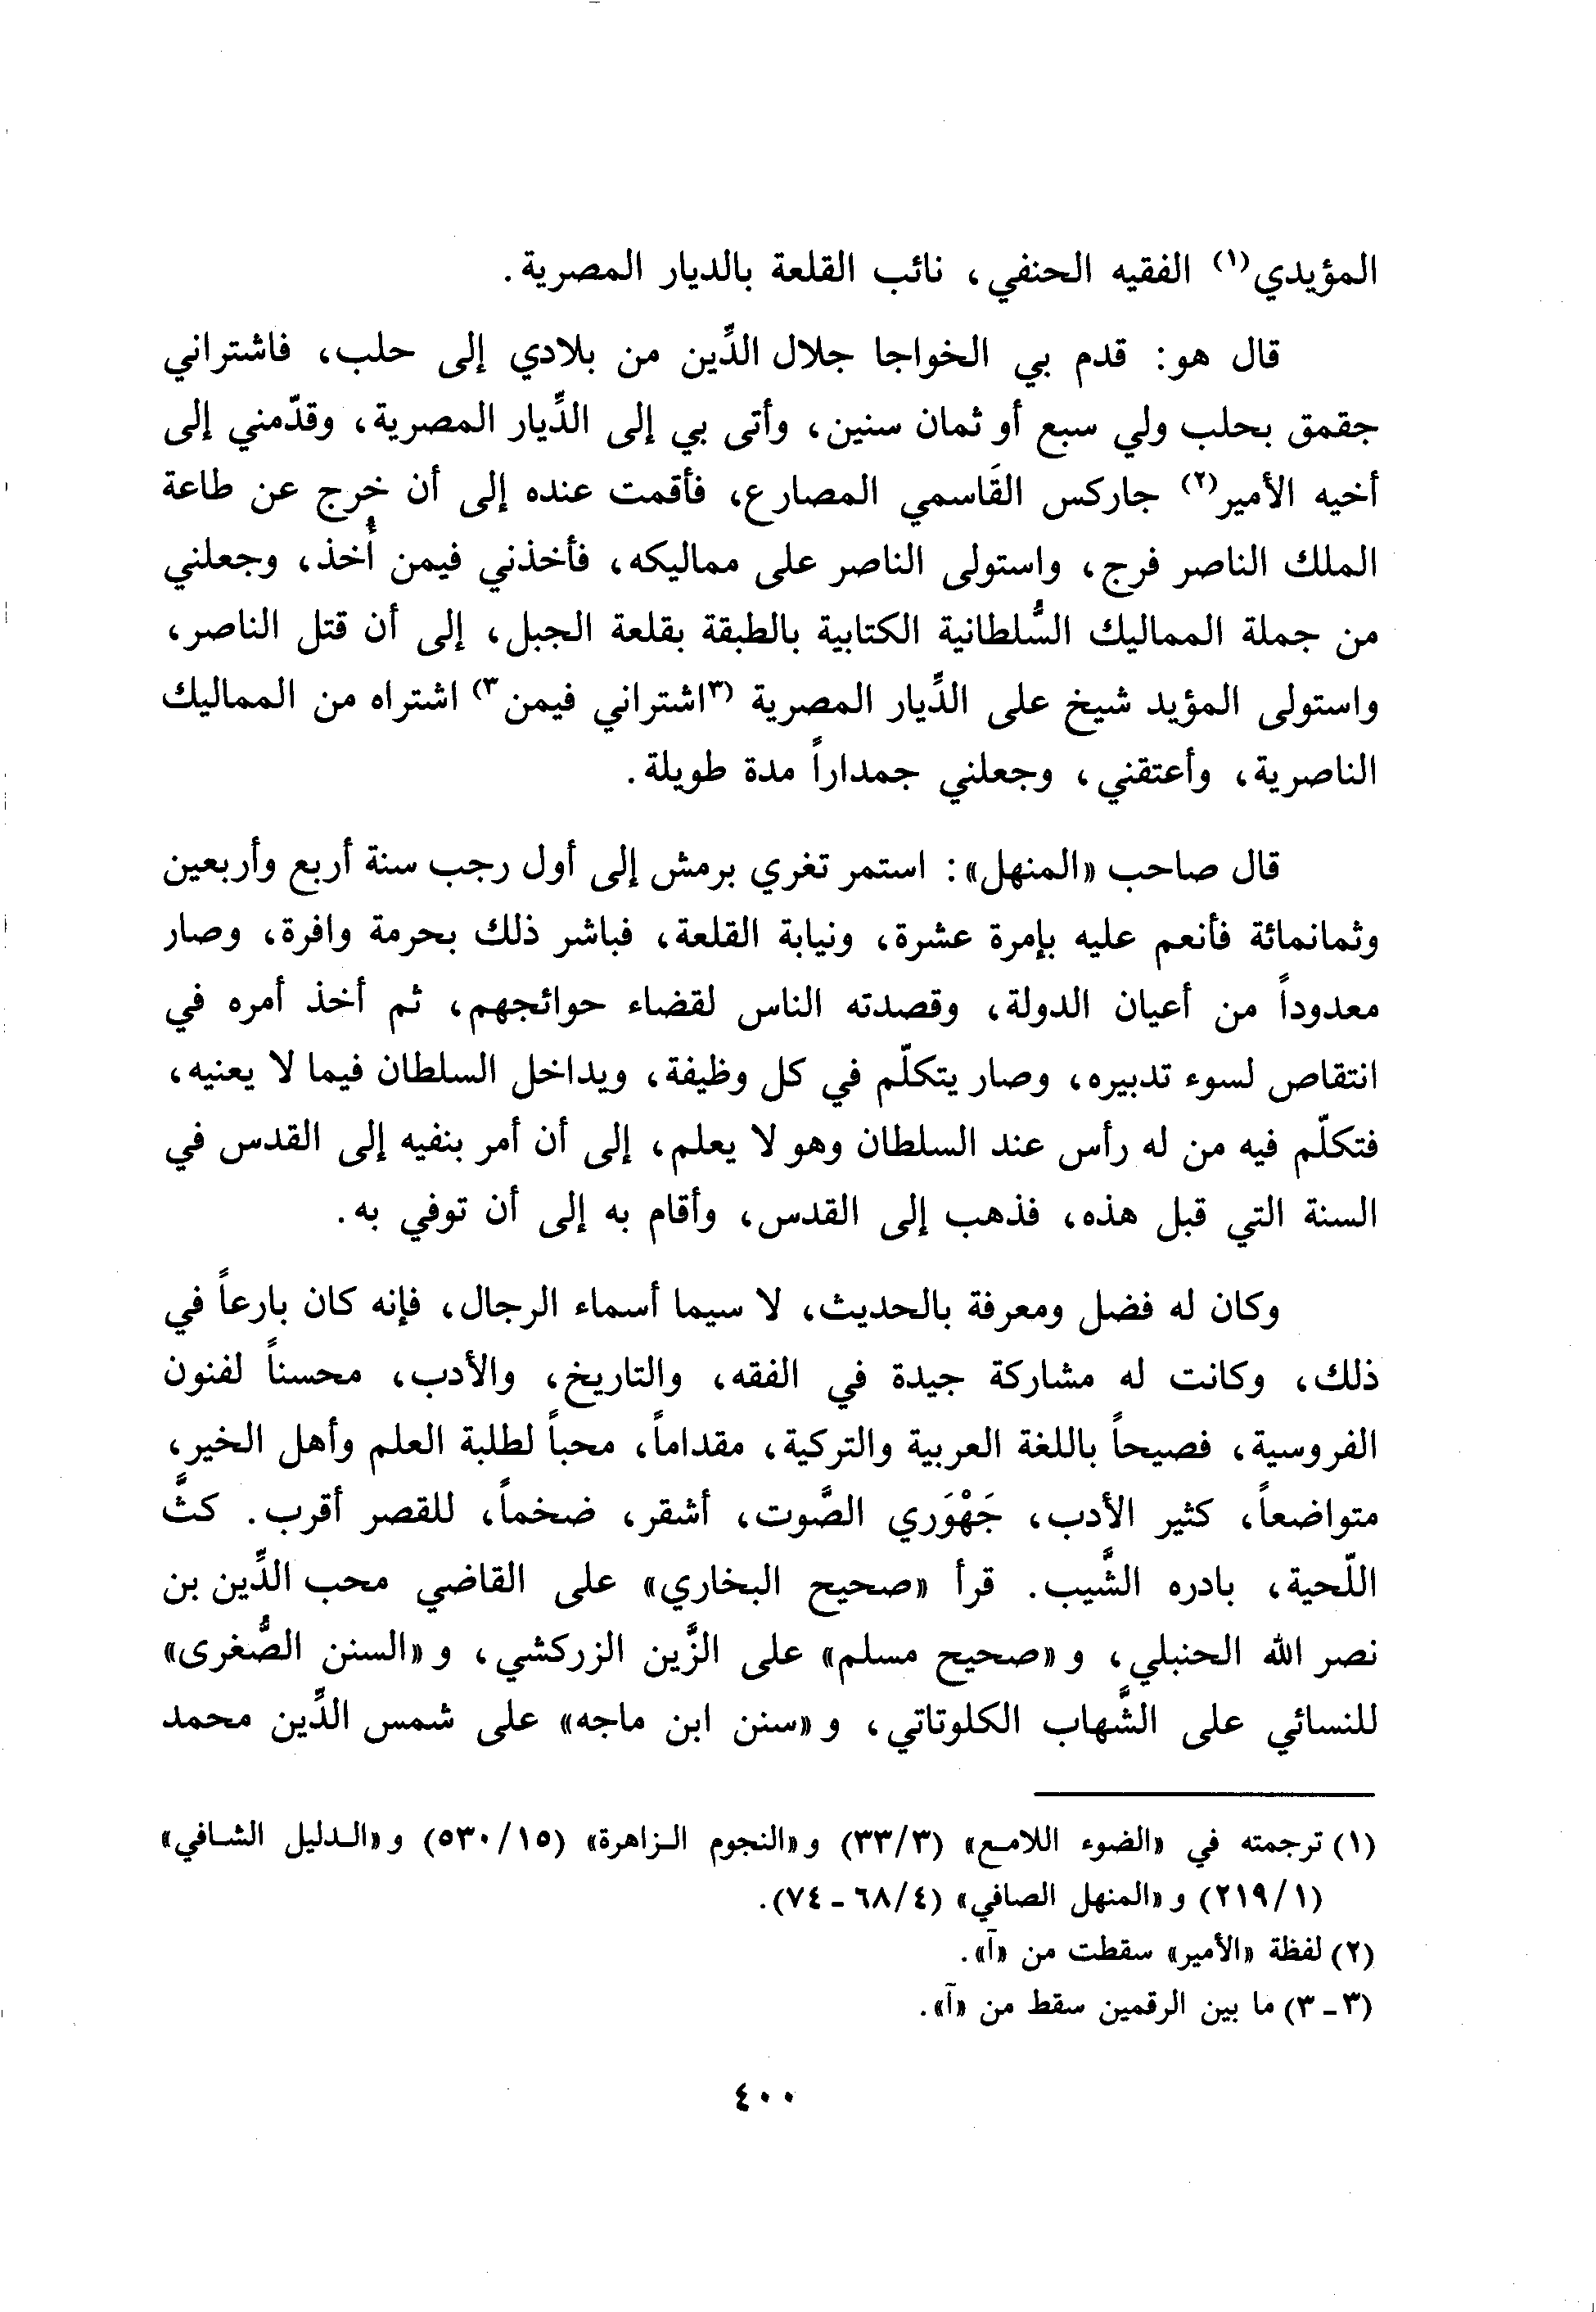 المؤيدي(١) الفقيه الحنفي، نائب القلعة بالديار المصرية.
قال هو: قدم بي الخواجا جلال الدِّين من بلادي إلى حلب، فاشتراني
جقمق بحلب ولي سبع أو ثمان سنين، وأتى بي إلى الدِّيار المصرية، وقدّمني إلى
أخيه الأمير(٢) جاركس القَاسمي المصارع، فأقمت عنده إلى أن خرج عن طاعة
الملك الناصر فرج، واستولى الناصر على مماليكه، فأخذني فيمن أُخذ، وجعلني
من جملة المماليك السُّلطانية الكتابية بالطبقة بقلعة الجبل، إلى أن قتل الناصر،
واستولى المؤيد شيخ على الدِّيار المصرية (٣اشتراني فيمن٣) اشتراه من المماليك
الناصرية، وأعتقني، وجعلني جمداراً مدة طويلة.
قال صاحب «المنهل»: استمر تغري برمش إلى أول رجب سنة أربع وأربعين
وثمانمائة فأنعم عليه بإمرة عشرة، ونيابة القلعة، فباشر ذلك بحرمة وافرة، وصار
معدوداً من أعيان الدولة، وقصدته الناس لقضاء حوائجهم، ثم أخذ أمره في
انتقاص لسوء تدبيره، وصار يتكلّم في كل وظيفة، ويداخل السلطان فيما لا يعنيه،
فتكلّم فيه من له رأس عند السلطان وهو لا يعلم، إلى أن أمر بنفيه إلى القدس في
السنة التي قبل هذه، فذهب إلى القدس، وأقام به إلى أن توفي به.
وكان له فضل ومعرفة بالحديث، لا سيما أسماء الرجال، فإنه كان بارعاً في
ذلك، وكانت له مشاركة جيدة في الفقه، والتاريخ، والأدب، محسناً لفنون
الفروسية، فصيحاً باللغة العربية والتركية، مقداماً، محباً لطلبة العلم وأهل الخير،
متواضعاً، كثير الأدب، جَهْوَري الصَّوت، أشقر، ضخماً، للقصر أقرب. كثَّ
اللّحية، بادره الشَّيب. قرأ «صحيح البخاري» على القاضي محب الدِّين بن
نصر الله الحنبلي، و «صحيح مسلم» على الزَّين الزركشي، و «السنن الصُّغرى»
للنسائي على الشَّهاب الكلوتاتي، و «سنن ابن ماجه» على شمس الدِّين محمد
(١) ترجمته في «الضوء اللامع» (٣٣/٣) و «النجوم الزاهرة» (٥٣٠/١٥) و «الدليل الشافي»
(٢١٩/١) و «المنهل الصافي» (٦٨/٤ - ٧٤).
(٢) لفظة «الأمير» سقطت من «آ».
(٣ - ٣) ما بين الرقمين سقط من «آ».
٤٠٠